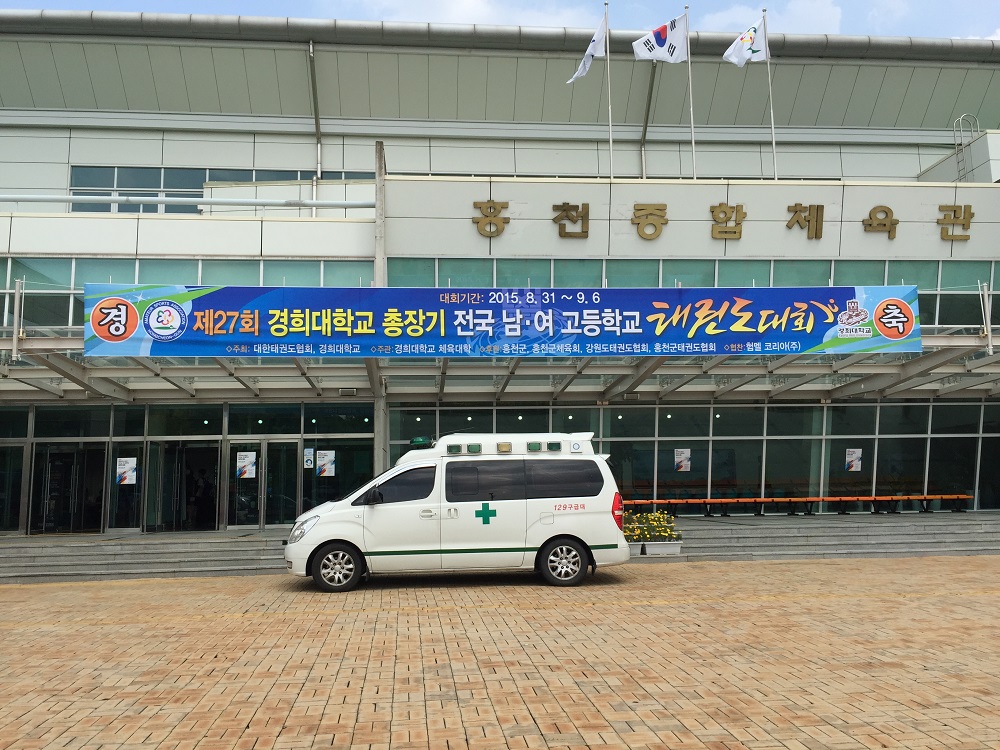 홍천종합체육관
대회기간: 2015. 8. 31 ~ 9. 6
경 제27회 경희대학교 총장기 전국 남·여 고등학교 태권도대회 경희대학교 축
◇주최: 대한태권도협회, 경희대학교 ◇주관: 경희대학교 체육대학 ◇후원: 홍천군, 홍천군체육회, 강원도태권도협회, 홍천군태권도협회 ◇협찬: 험멜 코리아(주)
129구급대